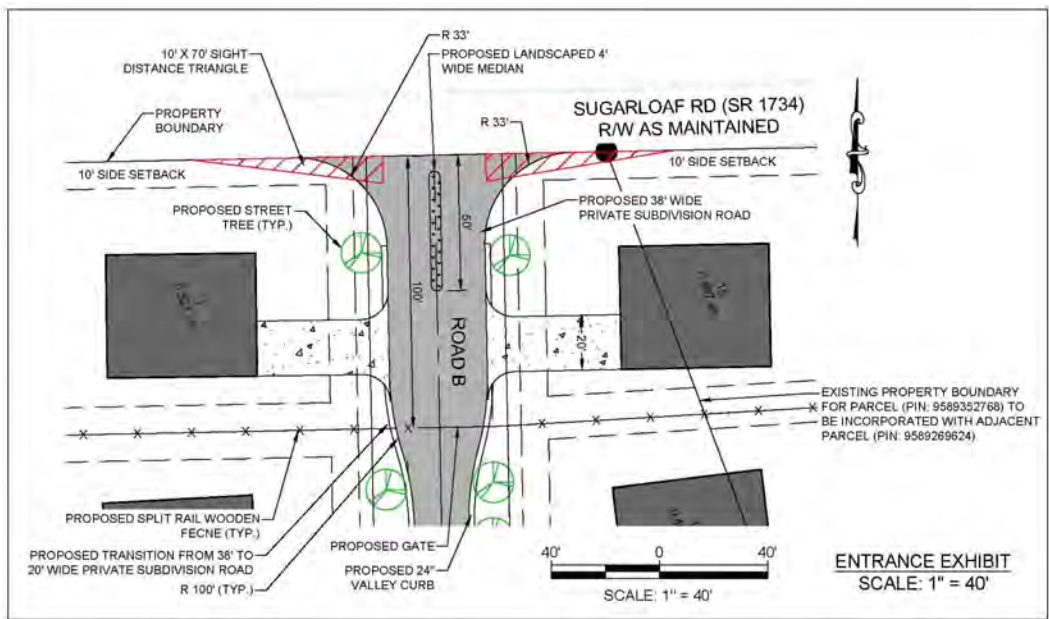 R 33'
10' X 70' SIGHT
DISTANCE TRIANGLE
PROPOSED LANDSCAPED 4'
WIDE MEDIAN
SUGARLOAF RD (SR 1734)
R/W AS MAINTAINED
PROPERTY
BOUNDARY
R 33'
10' SIDE SETBACK
10' SIDE SETBACK
PROPOSED STREET
TREE (TYP.)
PROPOSED 38' WIDE
PRIVATE SUBDIVISION ROAD
50'
100'
ROAD B
20'
EXISTING PROPERTY BOUNDARY
FOR PARCEL (PIN: 9589352768) TO
BE INCORPORATED WITH ADJACENT
PARCEL (PIN: 9589269624)
PROPOSED SPLIT RAIL WOODEN
FECNE (TYP.)
PROPOSED TRANSITION FROM 38' TO
20' WIDE PRIVATE SUBDIVISION ROAD
R 100' (TYP.)
PROPOSED GATE
PROPOSED 24"
VALLEY CURB
40' 0 40'
SCALE: 1" = 40'
ENTRANCE EXHIBIT
SCALE: 1" = 40'